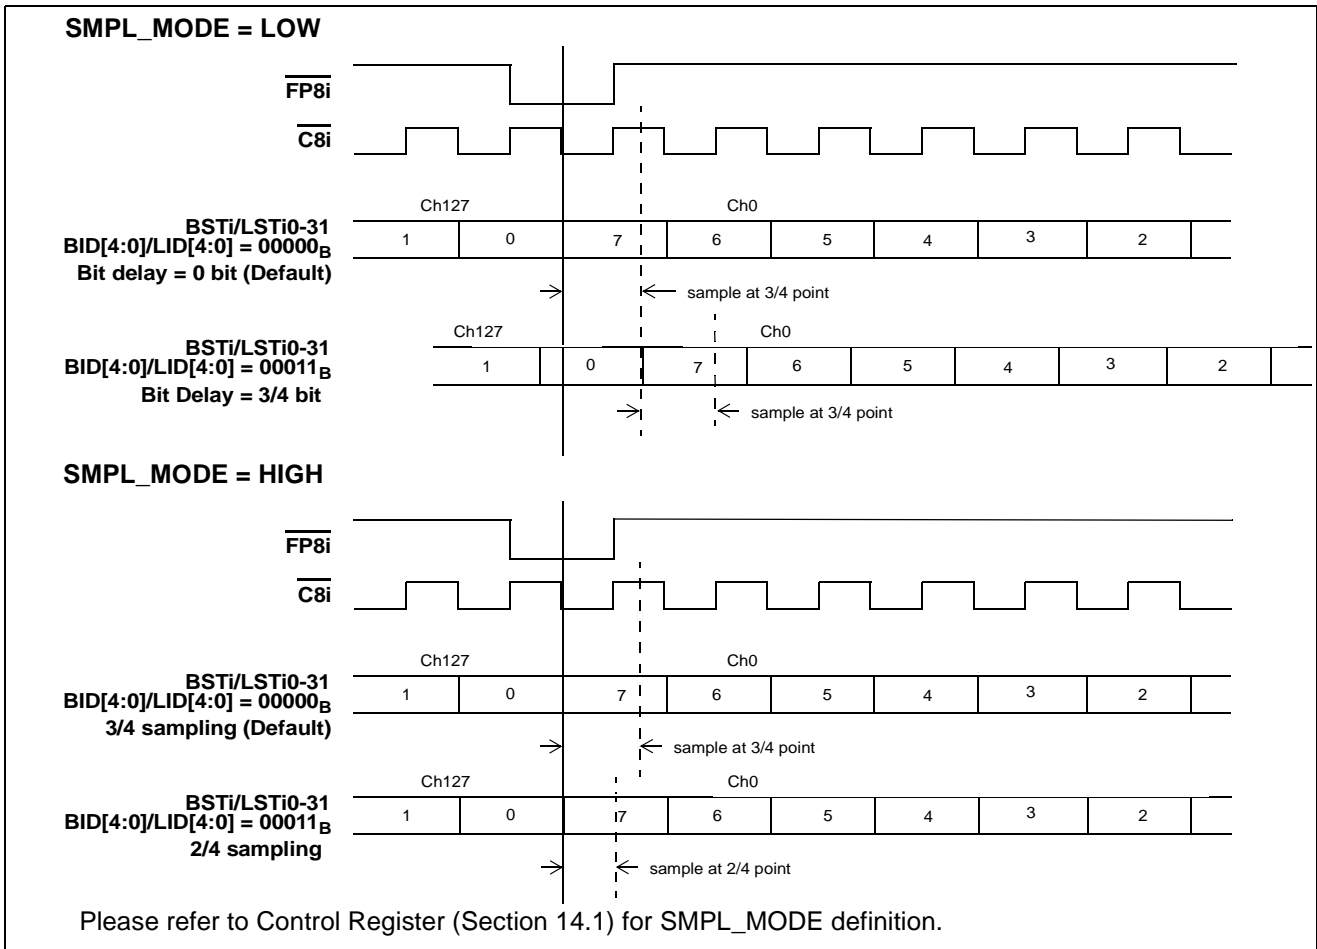 SMPL_MODE = LOW
FP8i
C8i
Ch127 Ch0
BSTi/LSTi0-31
BID[4:0]/LID[4:0] = 00000B
Bit delay = 0 bit (Default)
1 0 7 6 5 4 3 2
sample at 3/4 point
Ch127 Ch0
BSTi/LSTi0-31
BID[4:0]/LID[4:0] = 00011B
Bit Delay = 3/4 bit
1 0 7 6 5 4 3 2
sample at 3/4 point
SMPL_MODE = HIGH
FP8i
C8i
Ch127 Ch0
BSTi/LSTi0-31
BID[4:0]/LID[4:0] = 00000B
3/4 sampling (Default)
1 0 7 6 5 4 3 2
sample at 3/4 point
Ch127 Ch0
BSTi/LSTi0-31
BID[4:0]/LID[4:0] = 00011B
2/4 sampling
1 0 7 6 5 4 3 2
sample at 2/4 point
Please refer to Control Register (Section 14.1) for SMPL_MODE definition.